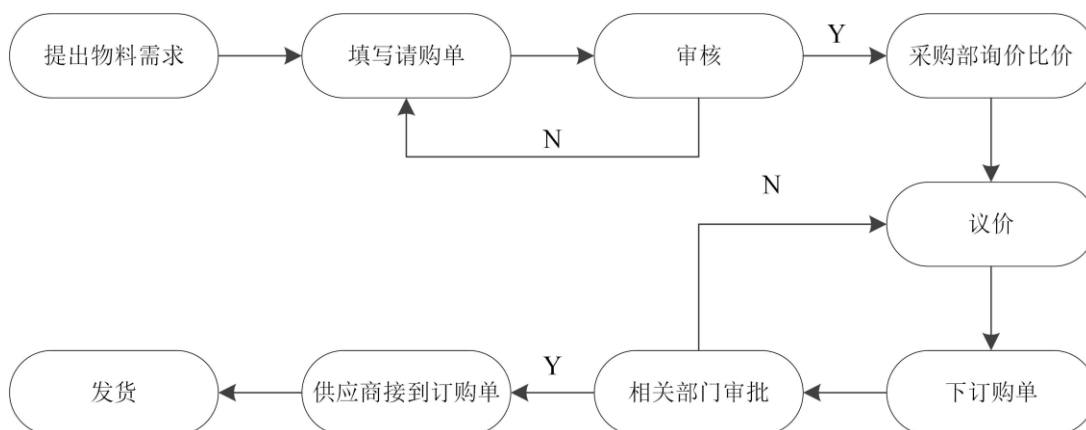 提出物料需求
填写请购单
审核
Y
采购部询价比价
N
N
议价
发货
供应商接到订购单
Y
相关部门审批
下订购单